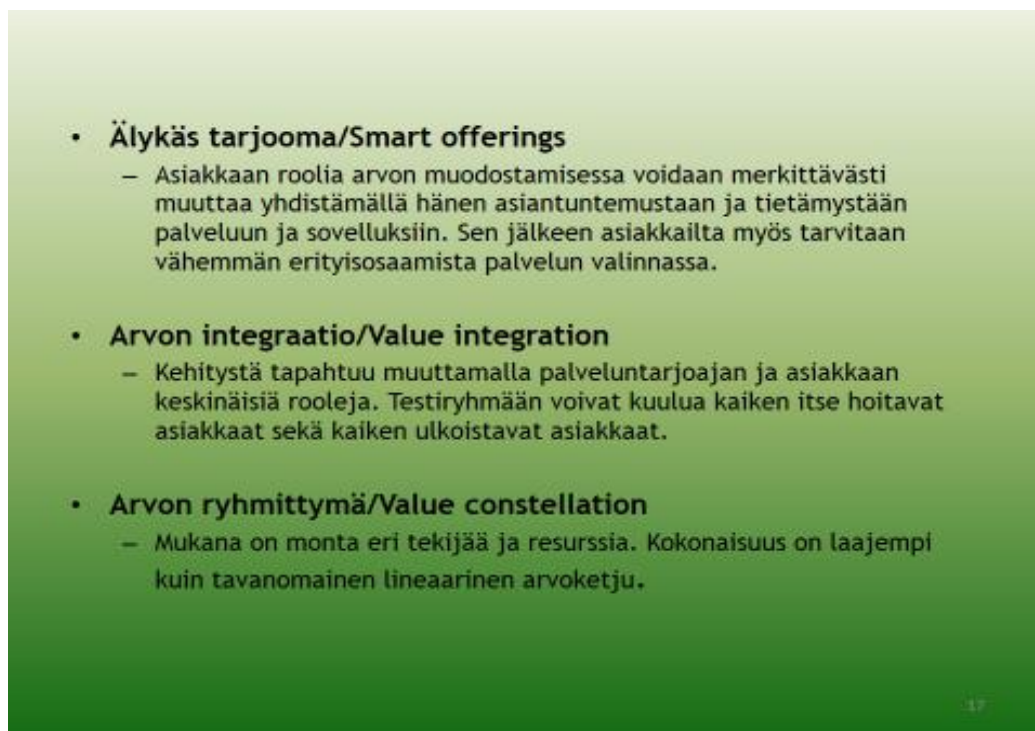 • Älykäs tarjooma/Smart offerings
– Asiakkaan roolia arvon muodostamisessa voidaan merkittävästi
muuttaa yhdistämällä hänen asiantuntemustaan ja tietämystään
palveluun ja sovelluksiin. Sen jälkeen asiakkailta myös tarvitaan
vähemmän erityisosaamista palvelun valinnassa.
• Arvon integraatio/Value integration
– Kehitystä tapahtuu muuttamalla palveluntarjoajan ja asiakkaan
keskinäisiä rooleja. Testiryhmään voivat kuulua kaiken itse hoitavat
asiakkaat sekä kaiken ulkoistavat asiakkaat.
• Arvon ryhmittymä/Value constellation
– Mukana on monta eri tekijää ja resurssia. Kokonaisuus on laajempi
kuin tavanomainen lineaarinen arvoketju.
17